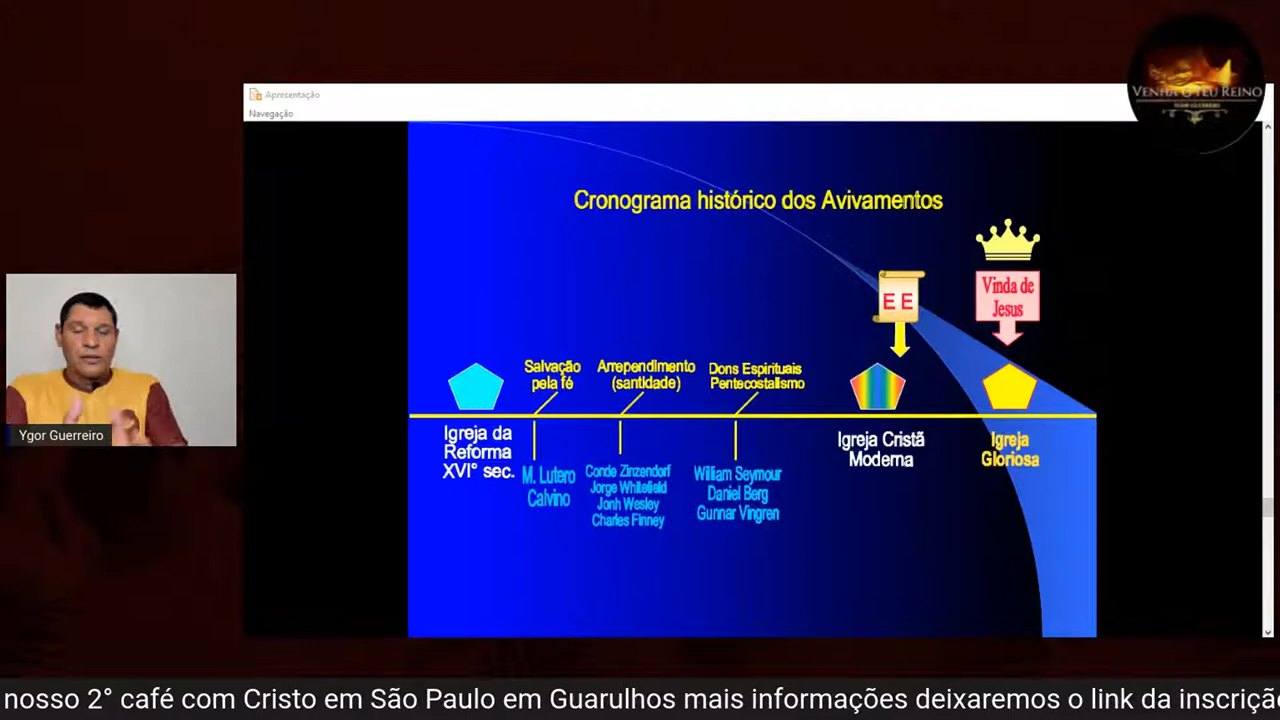 Apresentação
Navegação
VENHA O TEU REINO
YGOR GUERREIRO
Cronograma histórico dos Avivamentos
E E
Vinda de
Jesus
Salvação
pela fé
Arrependimento
(santidade)
Dons Espirituais
Pentecostalismo
Igreja da
Reforma
XVI° sec.
M. Lutero
Calvino
Conde Zinzendorf
Jorge Whitefield
Jonh Wesley
Charles Finney
William Seymour
Daniel Berg
Gunnar Vingren
Igreja Cristã
Moderna
Igreja
Gloriosa
Ygor Guerreiro
nosso 2° café com Cristo em São Paulo em Guarulhos mais informações deixaremos o link da inscrição